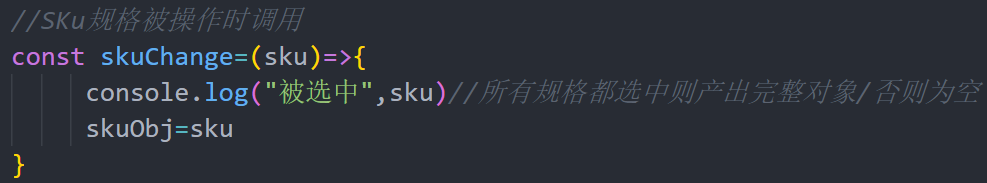 //SKu规格被操作时调用
const skuChange=(sku)=>{
console.log("被选中",sku)//所有规格都选中则产出完整对象/否则为空
skuObj=sku
}